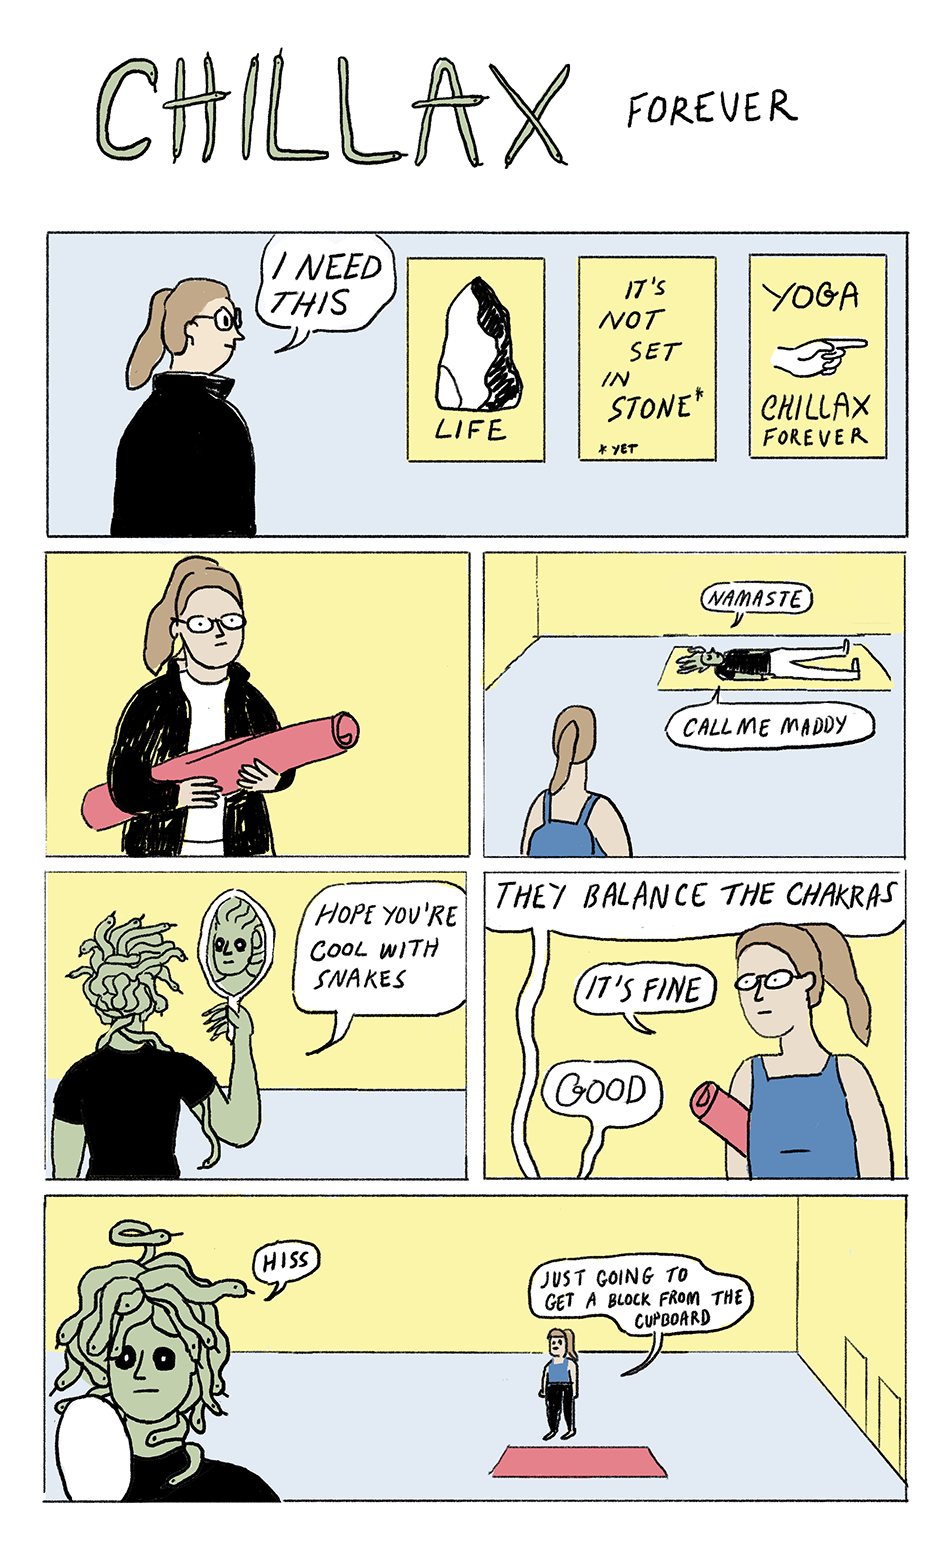 CHILLAX FOREVER
I NEED
THIS
LIFE
IT'S
NOT
SET
IN
STONE*
* YET
YOGA
CHILLAX
FOREVER
NAMASTE
CALL ME MADDY
HOPE YOU'RE
COOL WITH
SNAKES
THEY BALANCE THE CHAKRAS
IT'S FINE
GOOD
HISS
JUST GOING TO
GET A BLOCK FROM THE
CUPBOARD